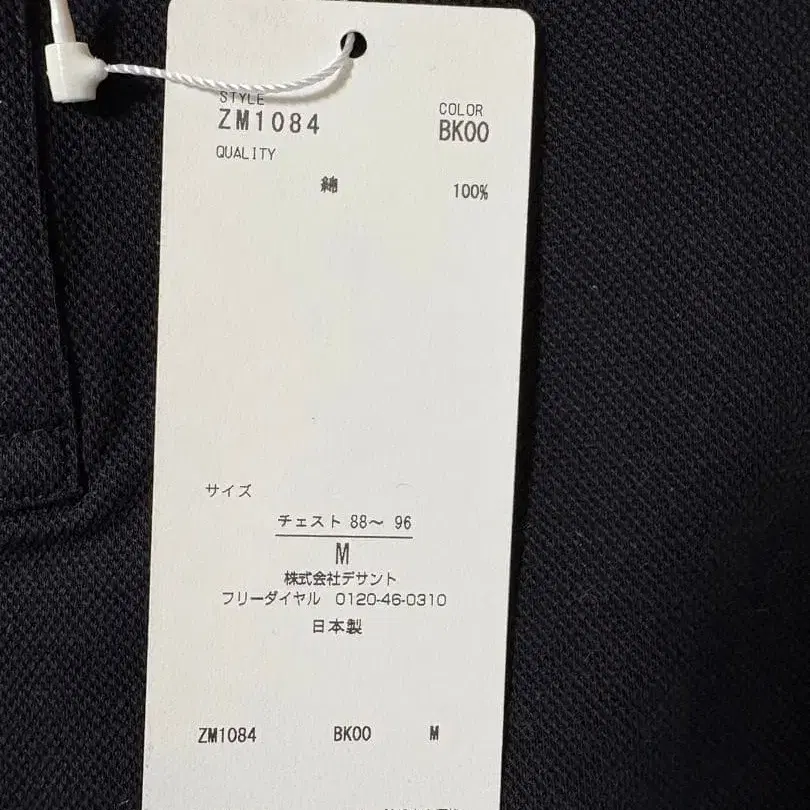 STYLE
COLOR
ZM1084
BK00
QUALITY
綿 100%
サイズ
チェスト 88～ 96
M
株式会社デサント
フリーダイヤル 0120-46-0310
日本製
ZM1084 BK00 M